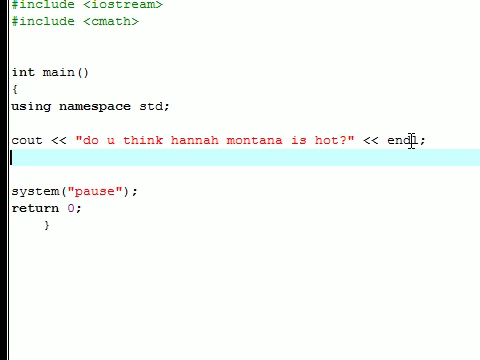 #include <iostream>
#include <cmath>
int main()
{
using namespace std;
cout << "do u think hannah montana is hot?" << endl;
system("pause");
return 0;
}